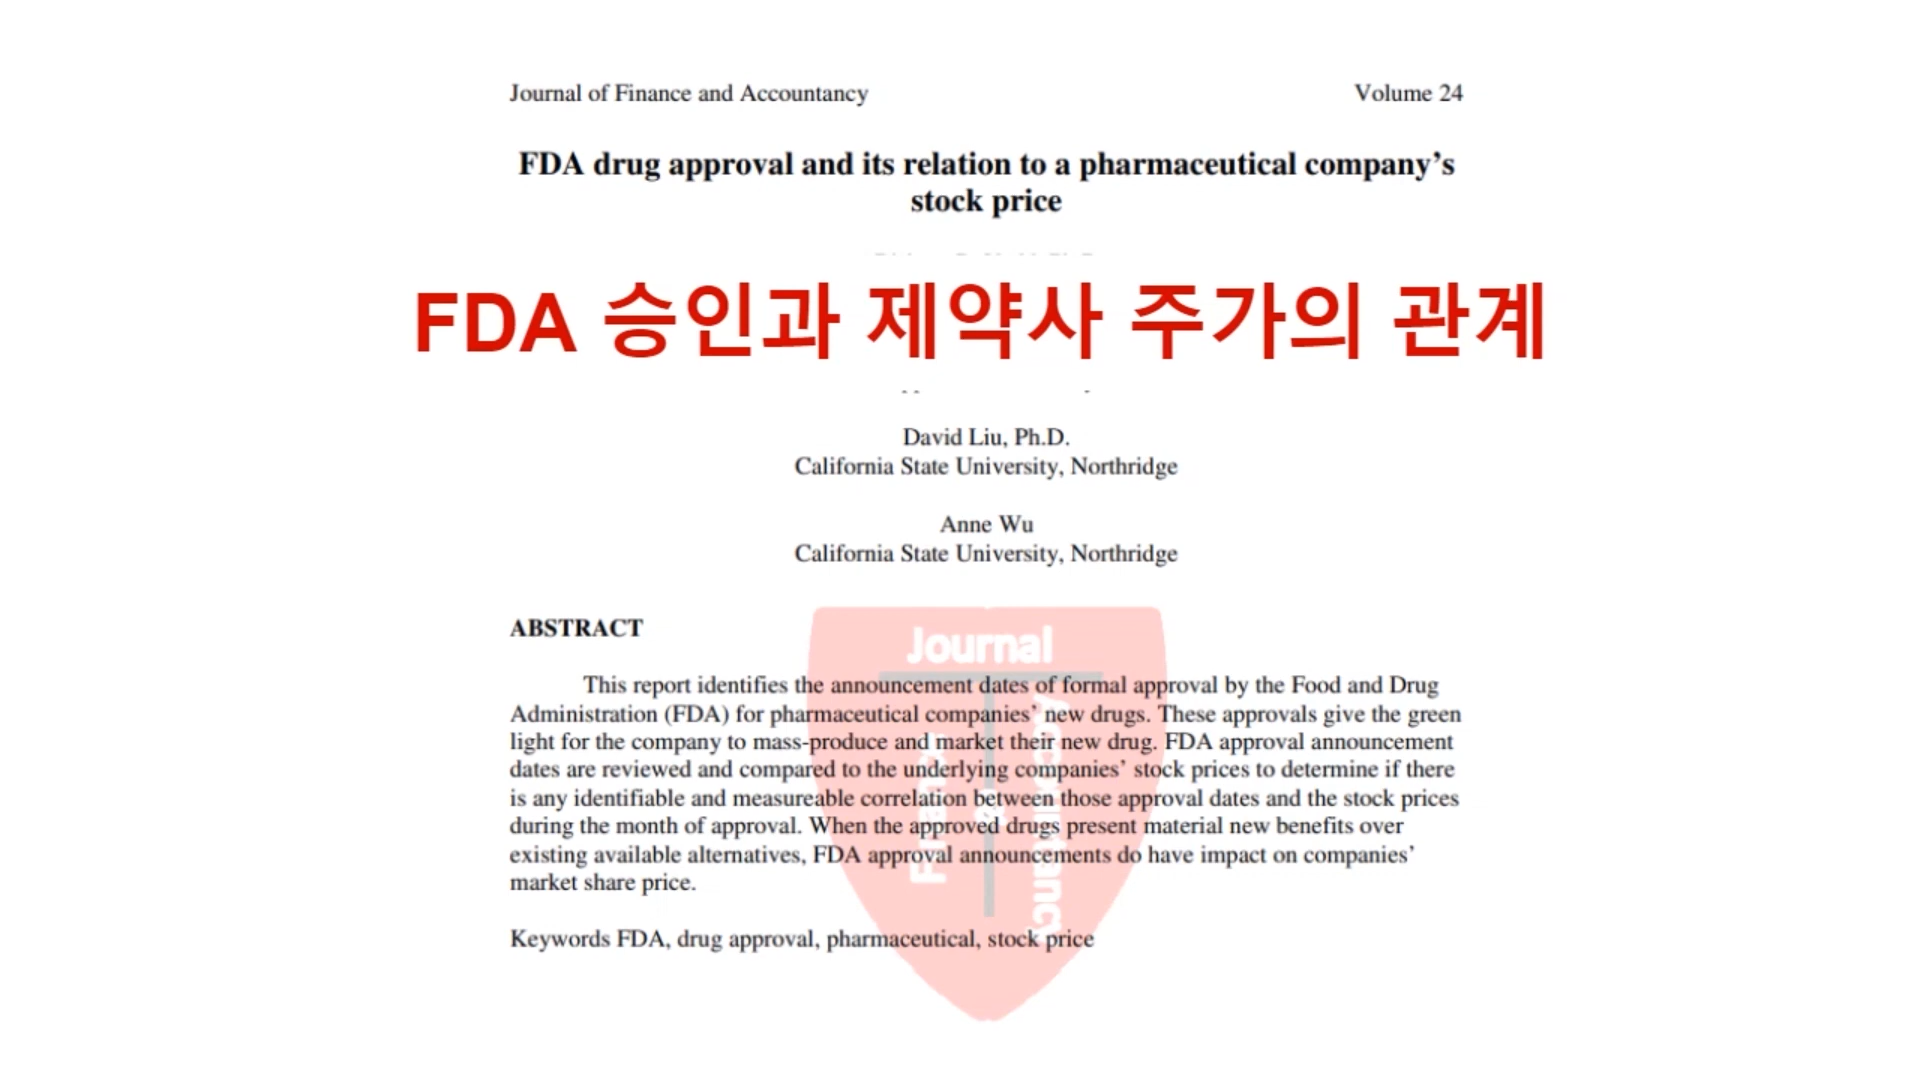 Journal of Finance and Accountancy Volume 24
FDA drug approval and its relation to a pharmaceutical company’s
stock price
FDA 승인과 제약사 주가의 관계
David Liu, Ph.D.
California State University, Northridge
Anne Wu
California State University, Northridge
ABSTRACT
This report identifies the announcement dates of formal approval by the Food and Drug
Administration (FDA) for pharmaceutical companies’ new drugs. These approvals give the green
light for the company to mass-produce and market their new drug. FDA approval announcement
dates are reviewed and compared to the underlying companies’ stock prices to determine if there
is any identifiable and measureable correlation between those approval dates and the stock prices
during the month of approval. When the approved drugs present material new benefits over
existing available alternatives, FDA approval announcements do have impact on companies’
market share price.
Keywords FDA, drug approval, pharmaceutical, stock price
Journal
Finance
&
Accountancy